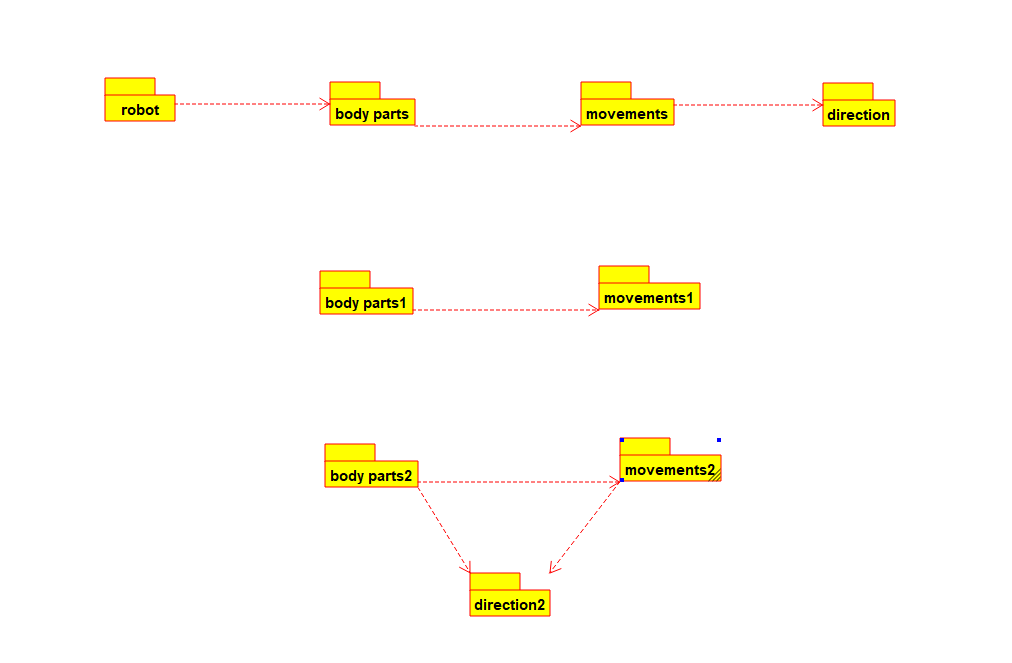 robot
body parts
movements
direction
body parts1
movements1
body parts2
movements2
direction2